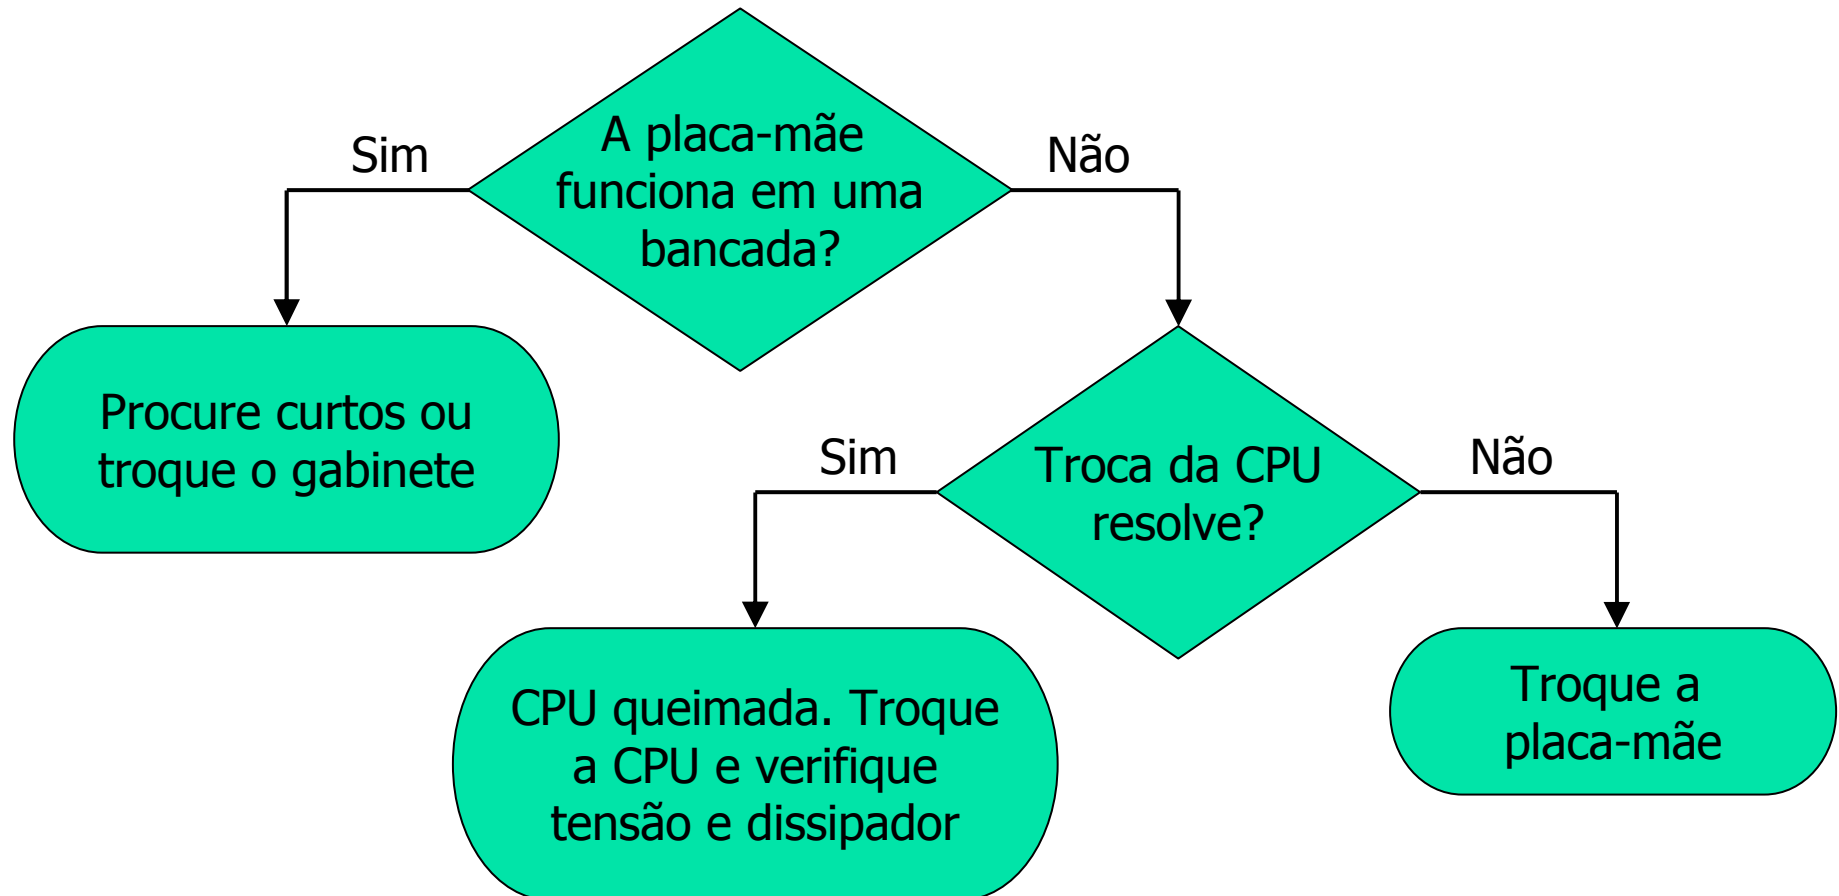 A placa-mãe
funciona em uma
bancada?
Sim
Não
Procure curtos ou
troque o gabinete
Troca da CPU
resolve?
Sim
Não
CPU queimada. Troque
a CPU e verifique
tensão e dissipador
Troque a
placa-mãe